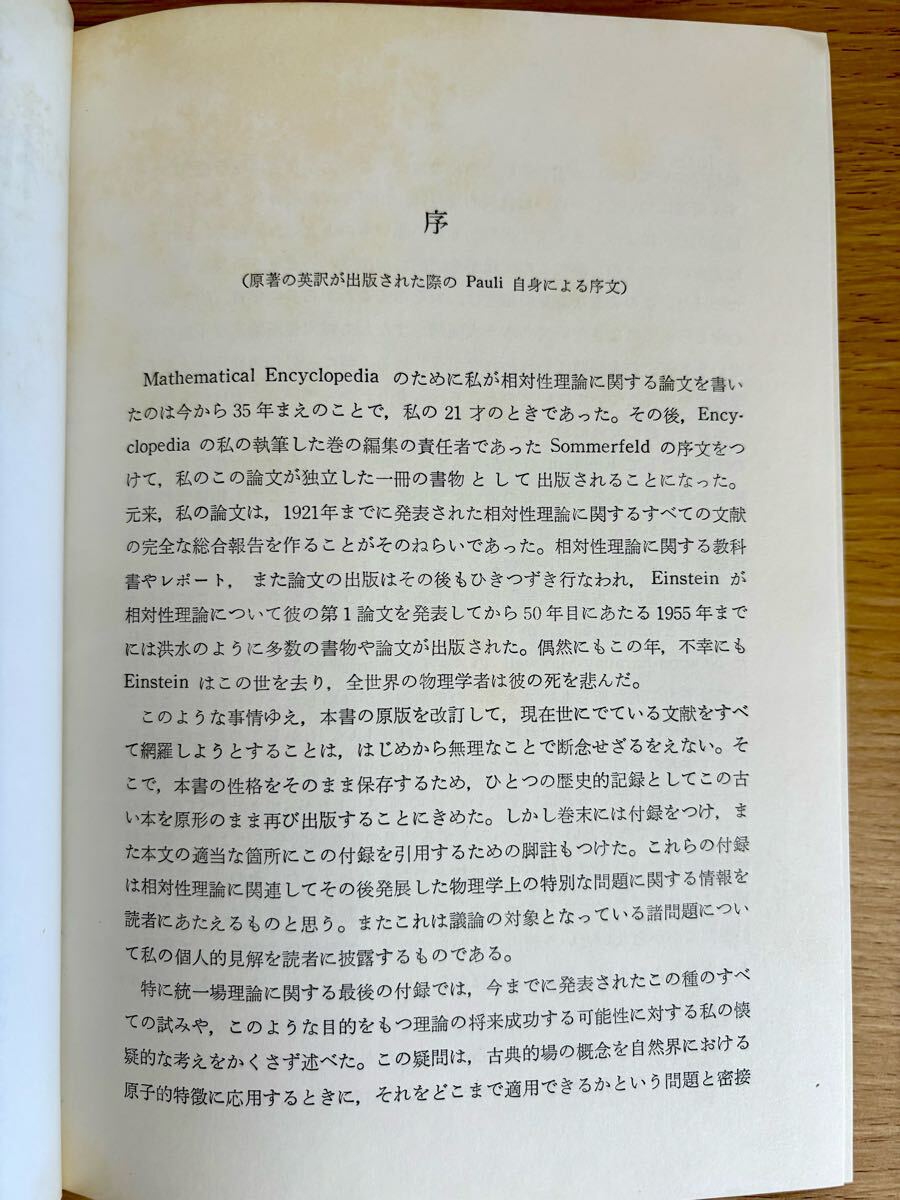 序
(原著の英訳が出版された際の Pauli 自身による序文)
Mathematical Encyclopedia のために私が相対性理論に関する論文を書い
たのは今から 35 年まえのことで,私の 21 才のときであった。その後,Ency-
clopedia の私の執筆した巻の編集の責任者であった Sommerfeld の序文をつ
けて,私のこの論文が独立した一冊の書物 と し て 出版されることになった。
元来,私の論文は,1921年までに発表された相対性理論に関するすべての文献
の完全な総合報告を作ることがそのねらいであった。相対性理論に関する教科
書やレポート, また論文の出版はその後もひきつずき行なわれ,Einstein が
相対性理論について彼の第 1 論文を発表してから 50 年目にあたる 1955 年まで
には洪水のように多数の書物や論文が出版された。偶然にもこの年,不幸にも
Einstein はこの世を去り,全世界の物理学者は彼の死を悲んだ。
このような事情ゆえ,本書の原版を改訂して,現在世にでている文献をすべ
て網羅しようとすることは,はじめから無理なことで断念せざるをえない。そ
こで,本書の性格をそのまま保存するため,ひとつの歴史的記録としてこの古
い本を原形のまま再び出版することにきめた。しかし巻末には付録をつけ,ま
た本文の適当な箇所にこの付録を引用するための脚註もつけた。これらの付録
は相対性理論に関連してその後発展した物理学上の特別な問題に関する情報を
読者にあたえるものと思う。またこれは議論の対象となっている諸問題につい
て私の個人的見解を読者に披露するものである。
特に統一場理論に関する最後の付録では,今までに発表されたこの種のすべ
ての試みや,このような目的をもつ理論の将来成功する可能性に対する私の懐
疑的な考えをかくさず述べた。この疑問は,古典的場の概念を自然界における
原子的特徴に応用するときに,それをどこまで適用できるかという問題と密接